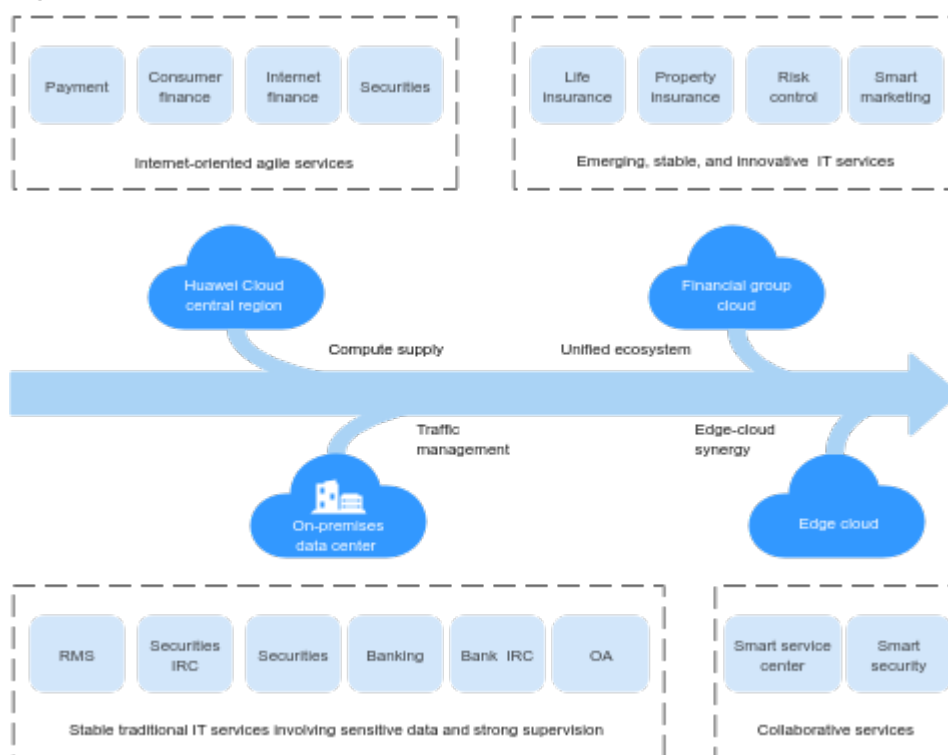 Payment
Consumer
finance
Internet
finance
Securities
Internet-oriented agile services
Life
insurance
Property
insurance
Risk
control
Smart
marketing
Emerging, stable, and innovative IT services
Huawei Cloud
central region
Financial group
cloud
Compute supply
Unified ecosystem
Traffic
management
Edge-cloud
synergy
On-premises
data center
Edge cloud
RMS
Securities
IRC
Securities
Banking
Bank IRC
OA
Stable traditional IT services involving sensitive data and strong supervision
Smart service
center
Smart
security
Collaborative services